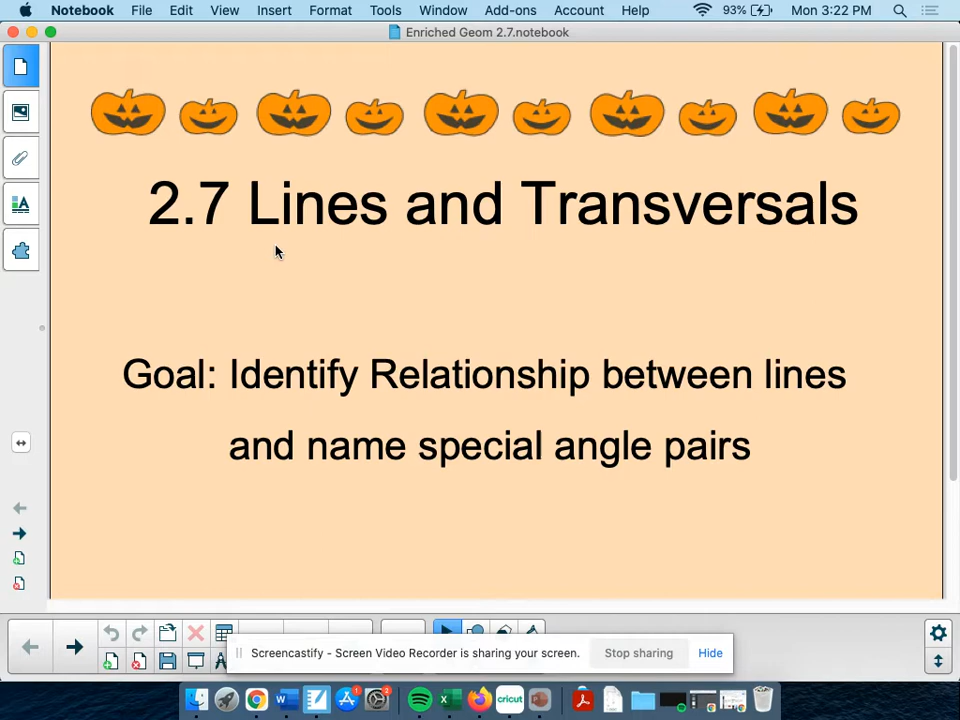 Notebook File Edit View Insert Format Tools Window Add-ons Account Help 93% Mon 3:22 PM
Enriched Geom 2.7.notebook
2.7 Lines and Transversals
Goal: Identify Relationship between lines
and name special angle pairs
Screencastify - Screen Video Recorder is sharing your screen. Stop sharing Hide
cricut